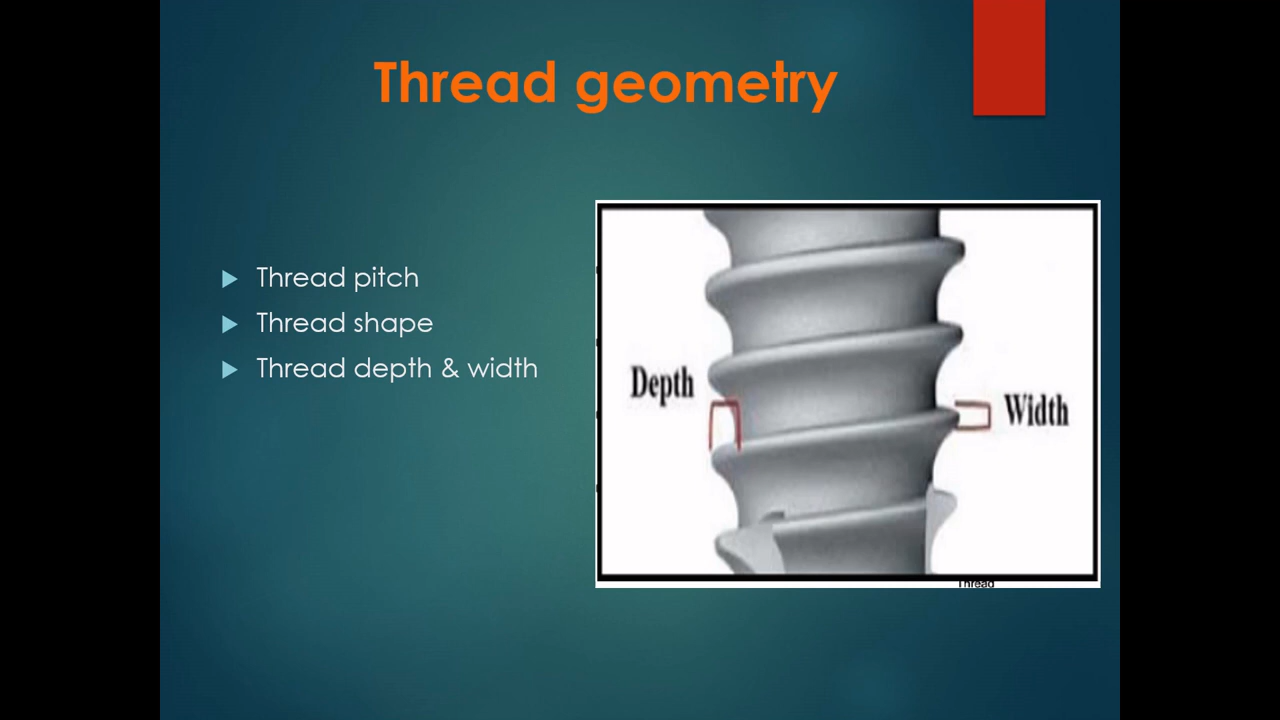 Thread geometry
Thread pitch
Thread shape
Thread depth & width
Depth
Width
Thread